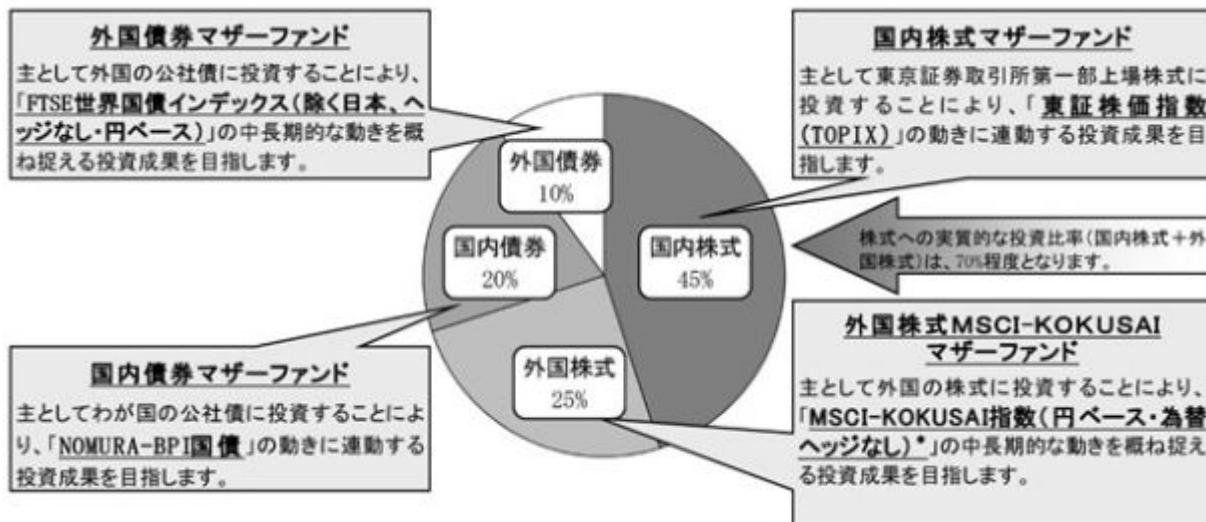 外国債券マザーファンド
主として外国の公社債に投資することにより、
「FTSE世界国債インデックス(除く日本、ヘ
ッジなし・円ベース)」の中長期的な動きを概
ね捉える投資成果を目指します。
国内株式マザーファンド
主として東京証券取引所第一部上場株式に
投資することにより、「東証株価指数
(TOPIX)」の動きに連動する投資成果を目
指します。
外国債券
10%
国内債券
20%
国内株式
45%
外国株式
25%
株式への実質的な投資比率(国内株式+外
国株式)は、70%程度となります。
国内債券マザーファンド
主としてわが国の公社債に投資することによ
り、「NOMURA-BPI国債」の動きに連動する
投資成果を目指します。
外国株式MSCI-KOKUSAI
マザーファンド
主として外国の株式に投資することにより、
「MSCI-KOKUSAI指数(円ベース・為替
ヘッジなし)*」の中長期的な動きを概ね捉え
る投資成果を目指します。